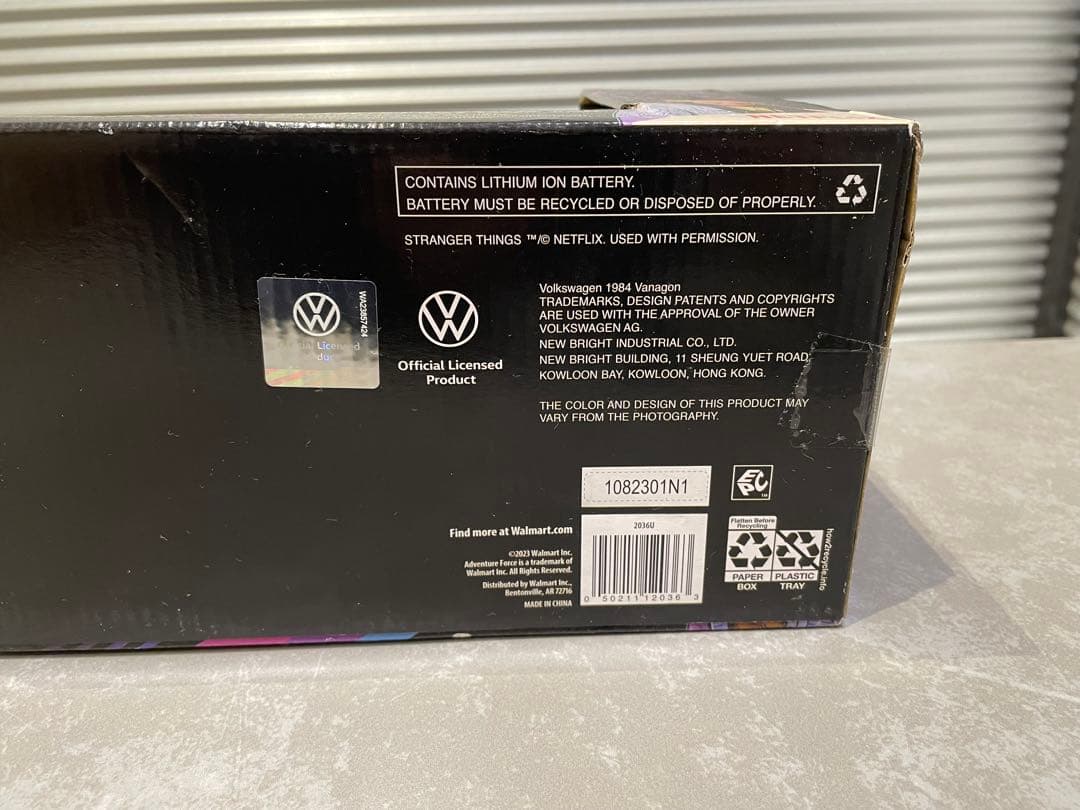 CONTAINS LITHIUM ION BATTERY.
BATTERY MUST BE RECYCLED OR DISPOSED OF PROPERLY.
STRANGER THINGS ™/© NETFLIX. USED WITH PERMISSION.
WA23857424
Official Licensed
Product
Volkswagen 1984 Vanagon
TRADEMARKS, DESIGN PATENTS AND COPYRIGHTS
ARE USED WITH THE APPROVAL OF THE OWNER
VOLKSWAGEN AG.
NEW BRIGHT INDUSTRIAL CO., LTD.
NEW BRIGHT BUILDING, 11 SHEUNG YUET ROAD,
KOWLOON BAY, KOWLOON, HONG KONG.
THE COLOR AND DESIGN OF THIS PRODUCT MAY
VARY FROM THE PHOTOGRAPHY.
1082301N1
EPC
Find more at Walmart.com
©2023 Walmart Inc.
Adventure Force is a trademark of
Walmart Inc. All Rights Reserved.
Distributed by Walmart Inc.,
Bentonville, AR 72716
MADE IN CHINA
2036U
0 50211 12036 3
Flatten Before
Recycling
PAPER
BOX
PLASTIC
TRAY
how2recycle.info